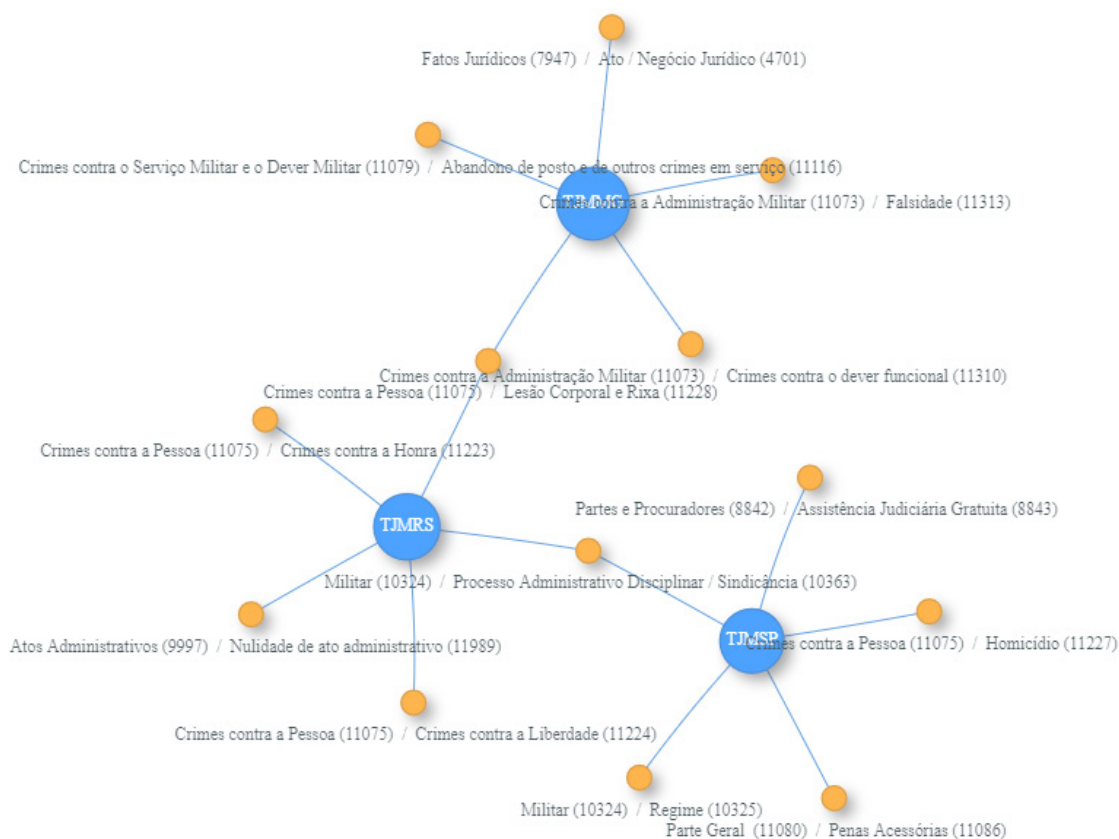 Fatos Jurídicos (7947) / Ato / Negócio Jurídico (4701)
Crimes contra o Serviço Militar e o Dever Militar (11079) / Abandono de posto e de outros crimes em serviço (11116)
TJMMG
Crimes contra a Administração Militar (11073) / Falsidade (11313)
Crimes contra a Administração Militar (11073) / Crimes contra o dever funcional (11310)
Crimes contra a Pessoa (11075) / Lesão Corporal e Rixa (11228)
Crimes contra a Pessoa (11075) / Crimes contra a Honra (11223)
Partes e Procuradores (8842) / Assistência Judiciária Gratuita (8843)
TJMRS
Militar (10324) / Processo Administrativo Disciplinar / Sindicância (10363)
Atos Administrativos (9997) / Nulidade de ato administrativo (11989)
TJMSP
Crimes contra a Pessoa (11075) / Homicídio (11227)
Crimes contra a Pessoa (11075) / Crimes contra a Liberdade (11224)
Militar (10324) / Regime (10325)
Parte Geral (11080) / Penas Acessórias (11086)